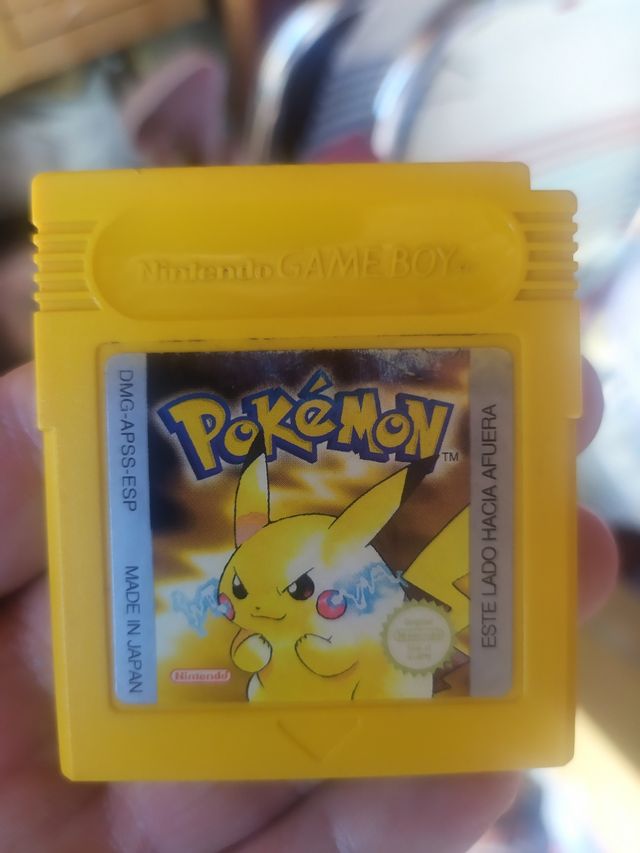 Nintendo GAME BOY
DMG-APSS-ESP
MADE IN JAPAN
POKéMON
TM
ESTE LADO HACIA AFUERA
Nintendo